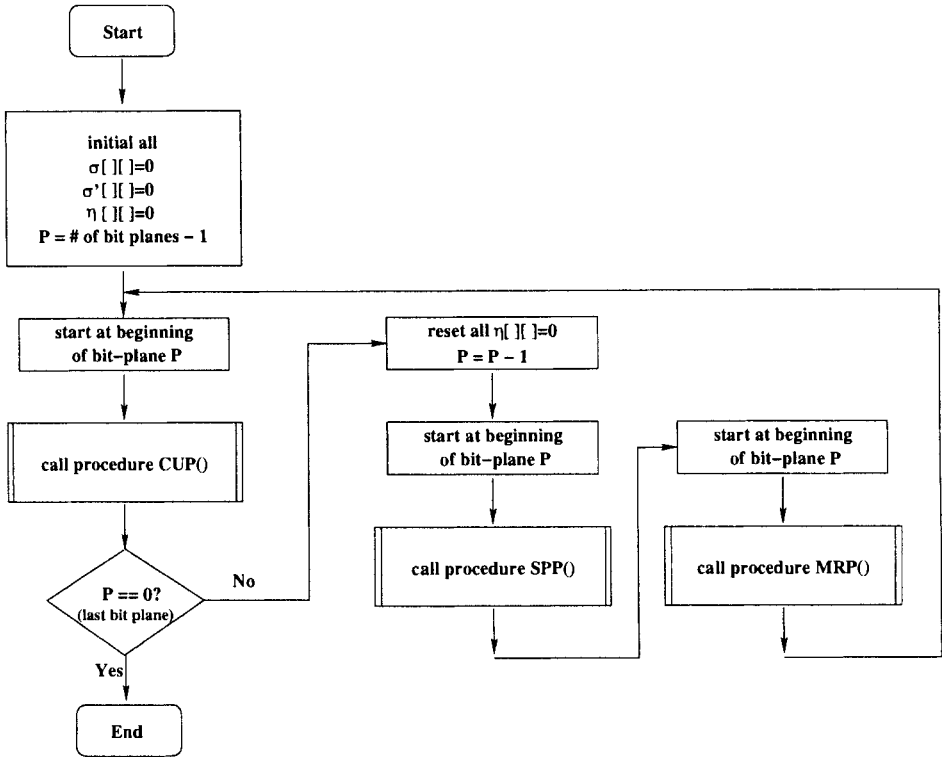 Start
initial all
σ[ ][ ]=0
σ'[ ][ ]=0
η [ ][ ]=0
P = # of bit planes − 1
start at beginning
of bit−plane P
call procedure CUP()
P == 0?
(last bit plane)
No
Yes
End
reset all η[ ][ ]=0
P = P − 1
start at beginning
of bit−plane P
call procedure SPP()
start at beginning
of bit−plane P
call procedure MRP()